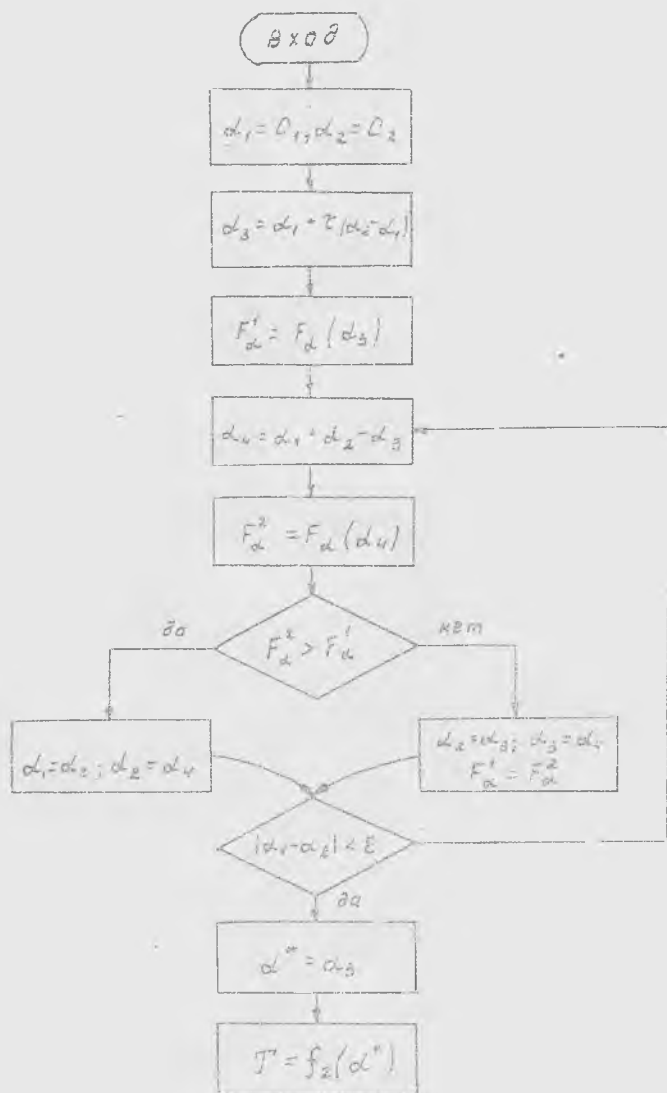 Вход
α₁ = C₁, α₂ = C₂
α₃ = α₁ + τ|α₂ - α₁|
F¹α = Fα(α₃)
α₄ = α₁ + α₂ - α₃
F²α = Fα(α₄)
F²α > F¹α
да
нет
α₁ = α₂; α₂ = α₄
α₂ = α₃; α₃ = α₄
F¹α = F²α
|α₁ - α₂| < ε
да
α* = α₃
T = f₂(α*)